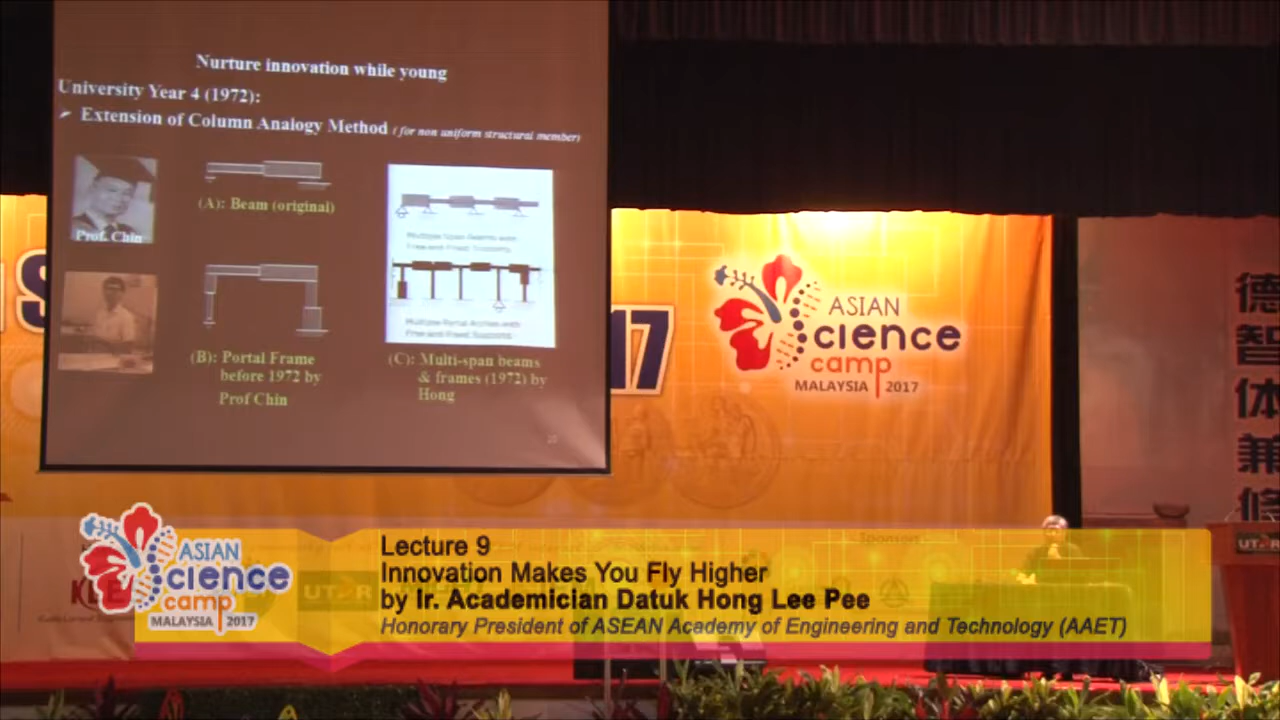 Nurture innovation while young
University Year 4 (1972):
➤ Extension of Column Analogy Method ( for non uniform structural member)
Prof. Chin
(A): Beam (original)
(B): Portal Frame
before 1972 by
Prof Chin
(C): Multi-span beams
& frames (1972) by
Hong
17
ASIAN
Science
camp
MALAYSIA 2017
德
智
体
兼
修
UTAR
Lecture 9
Innovation Makes You Fly Higher
by Ir. Academician Datuk Hong Lee Pee
Honorary President of ASEAN Academy of Engineering and Technology (AAET)
ASIAN
Science
camp
MALAYSIA 2017
UTAR